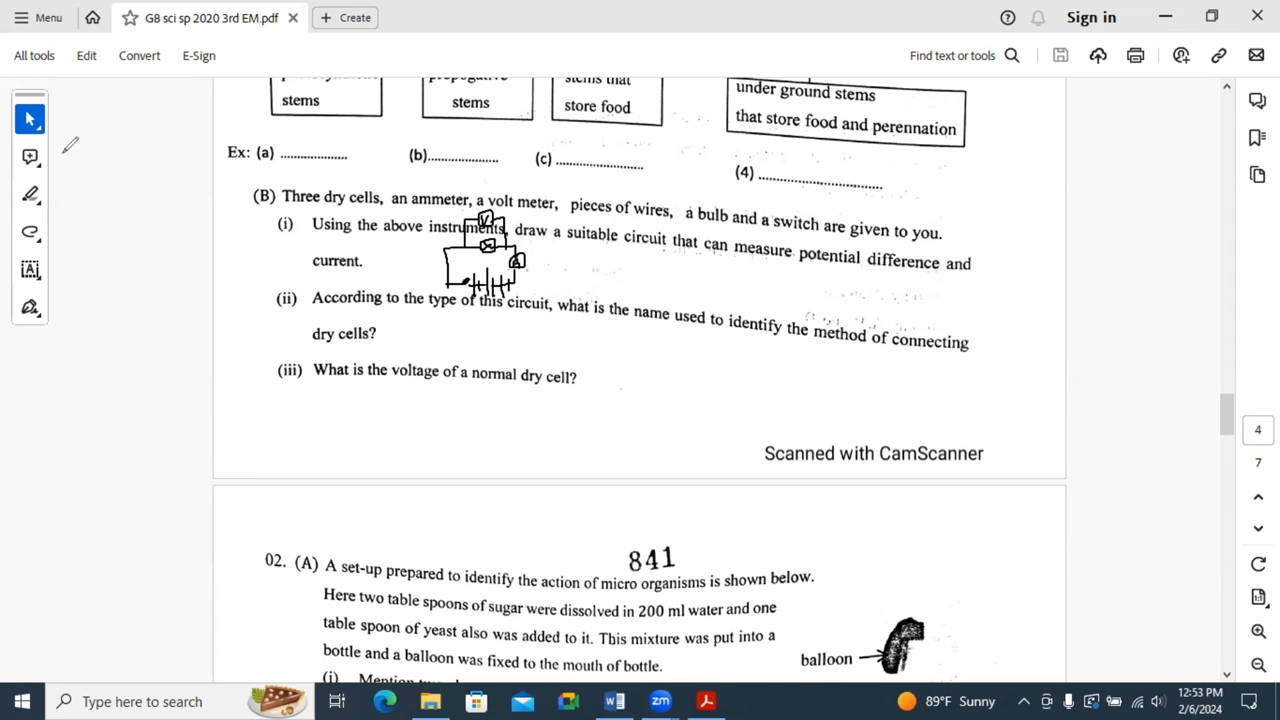 Menu
G8 sci sp 2020 3rd EM.pdf
Create
Sign in
All tools Edit Convert E-Sign
Find text or tools
stems
stems
stems that
store food
under ground stems
that store food and perennation
Ex: (a) .................. (b).................. (c) ....................... (4) ................................
(B) Three dry cells, an ammeter, a volt meter, pieces of wires, a bulb and a switch are given to you.
(i) Using the above instruments, draw a suitable circuit that can measure potential difference and
current.
V
A
(ii) According to the type of this circuit, what is the name used to identify the method of connecting
dry cells?
(iii) What is the voltage of a normal dry cell?
Scanned with CamScanner
4
7
841
02. (A) A set-up prepared to identify the action of micro organisms is shown below.
Here two table spoons of sugar were dissolved in 200 ml water and one
table spoon of yeast also was added to it. This mixture was put into a
bottle and a balloon was fixed to the mouth of bottle.
balloon
(i) Mention
Type here to search
89°F Sunny
12:53 PM
2/6/2024